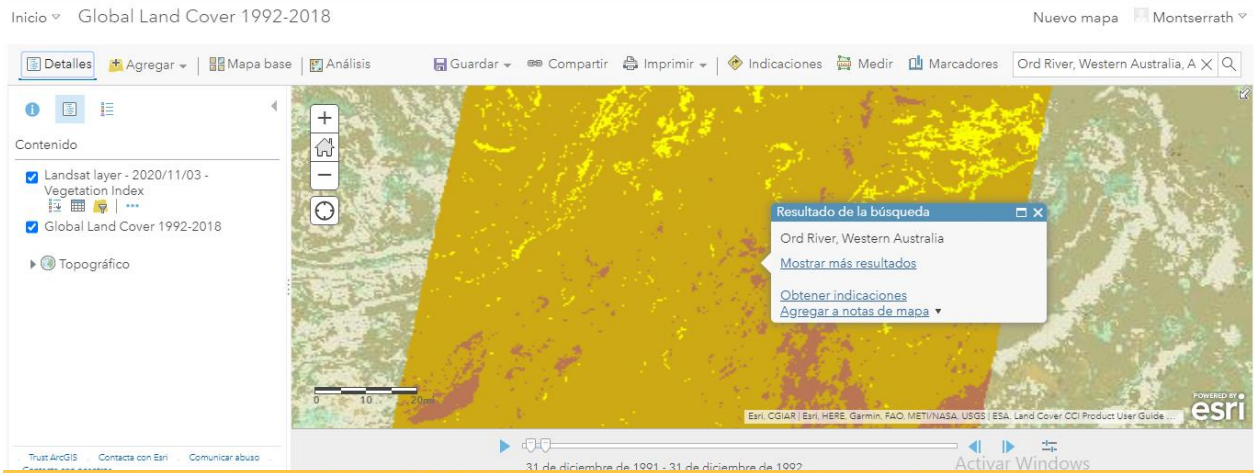 Inicio Global Land Cover 1992-2018 Nuevo mapa Montserrath
Detalles Agregar Mapa base Análisis Guardar Compartir Imprimir Indicaciones Medir Marcadores Ord River, Western Australia, A
Contenido
Landsat layer - 2020/11/03 -
Vegetation Index
Global Land Cover 1992-2018
Topográfico
Resultado de la búsqueda
Ord River, Western Australia
Mostrar más resultados
Obtener indicaciones
Agregar a notas de mapa
0 10 20mi
Esri, CGIAR | Esri, HERE, Garmin, FAO, METI/NASA, USGS | ESA, Land Cover CCI Product User Guide ...
POWERED BY
esri
Trust ArcGIS Contacta con Esri Comunicar abuso
Contacta con nosotros
31 de diciembre de 1991 - 31 de diciembre de 1992
Activar Windows